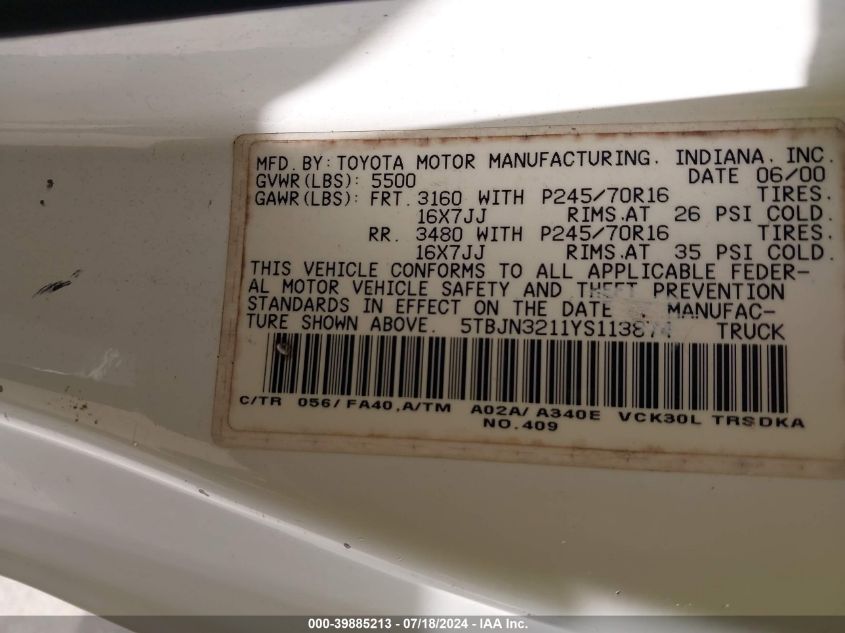 MFD. BY: TOYOTA MOTOR MANUFACTURING, INDIANA, INC.
GVWR(LBS): 5500 DATE 06/00
GAWR(LBS): FRT. 3160 WITH P245/70R16 TIRES.
16X7JJ RIMS.AT 26 PSI COLD.
RR. 3480 WITH P245/70R16 TIRES.
16X7JJ RIMS.AT 35 PSI COLD.
THIS VEHICLE CONFORMS TO ALL APPLICABLE FEDER-
AL MOTOR VEHICLE SAFETY AND THEFT PREVENTION
STANDARDS IN EFFECT ON THE DATE MANUFAC-
TURE SHOWN ABOVE. 5TBJN3211YS113874 TRUCK
C/TR 056/FA40,A/TM A02A/A340E VCK30L TRSDKA
NO.409
000-39885213 - 07/18/2024 - IAA Inc.